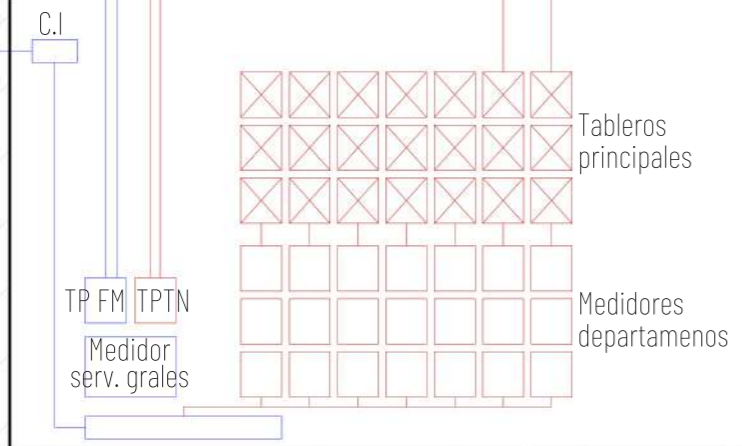 C.I
Tableros
principales
TP FM
TPTN
Medidores
departamenos
Medidor
serv. grales